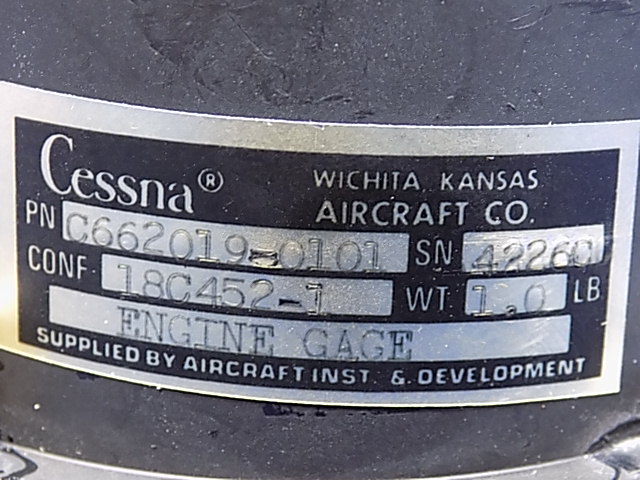 Cessna® WICHITA, KANSAS
AIRCRAFT CO.
PN C662019-0101 SN 42260
CONF. 18C452-1 WT 1.0 LB
ENGINE GAGE
SUPPLIED BY AIRCRAFT INST. & DEVELOPMENT